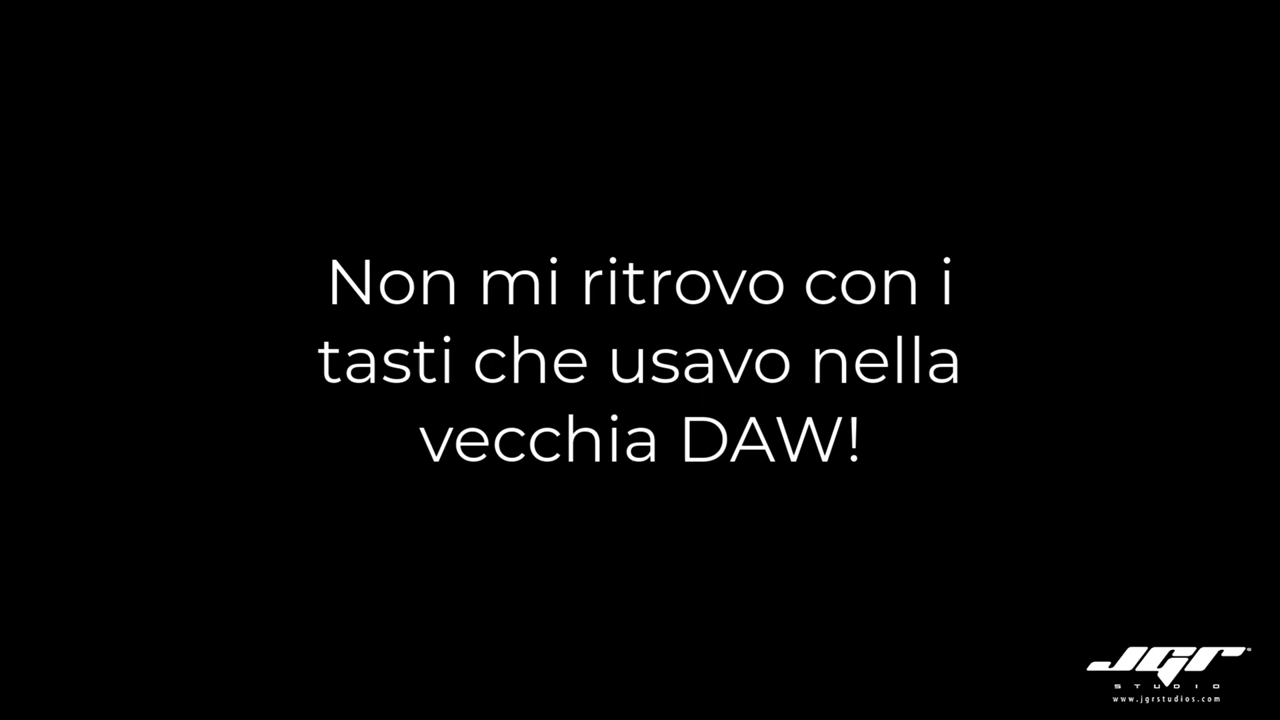 Non mi ritrovo con i
tasti che usavo nella
vecchia DAW!
JGr
STUDIO
www.jgrstudios.com